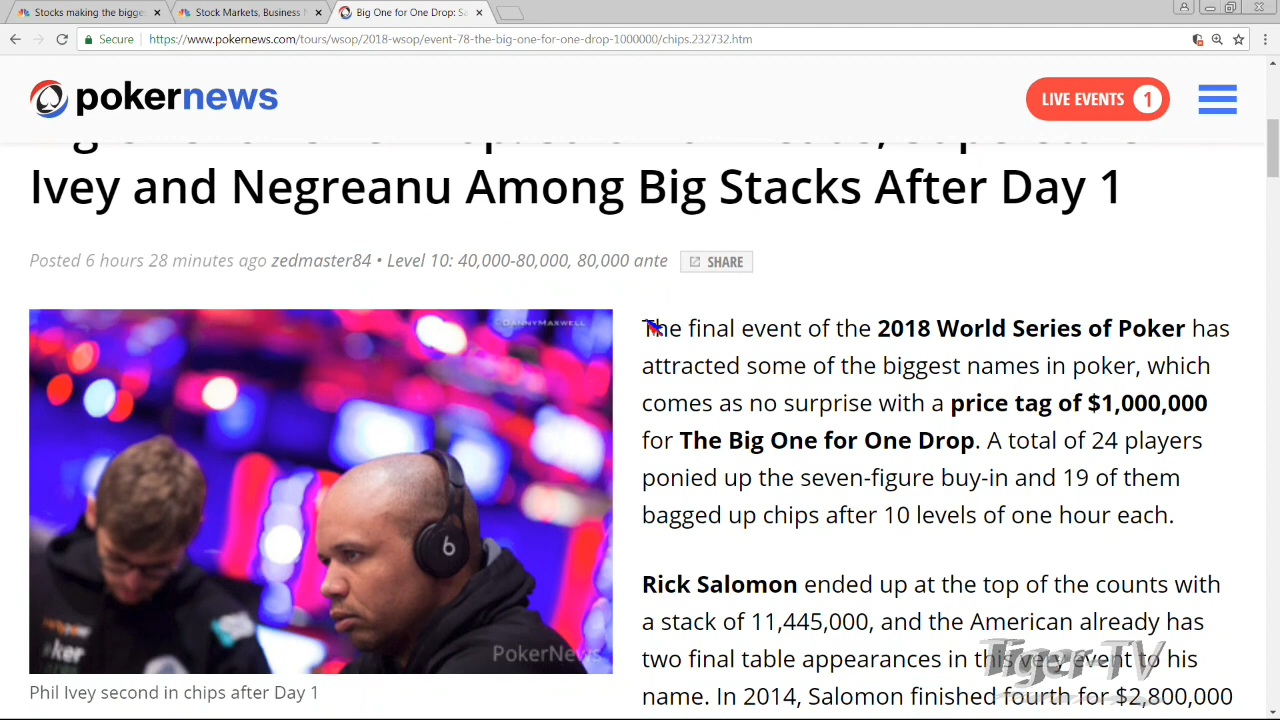 Stocks making the bigge
Stock Markets, Business
Big One for One Drop: Sa
Secure
https://www.pokernews.com/tours/wsop/2018-wsop/event-78-the-big-one-for-one-drop-1000000/chips.232732.htm
pokernews
LIVE EVENTS 1
Ivey and Negreanu Among Big Stacks After Day 1
Posted 6 hours 28 minutes ago zedmaster84 • Level 10: 40,000-80,000, 80,000 ante
SHARE
©DANNYMAXWELL
PokerNews
Phil Ivey second in chips after Day 1
The final event of the 2018 World Series of Poker has
attracted some of the biggest names in poker, which
comes as no surprise with a price tag of $1,000,000
for The Big One for One Drop. A total of 24 players
ponied up the seven-figure buy-in and 19 of them
bagged up chips after 10 levels of one hour each.
Rick Salomon ended up at the top of the counts with
a stack of 11,445,000, and the American already has
two final table appearances in this very event to his
name. In 2014, Salomon finished fourth for $2,800,000
Tiger TV